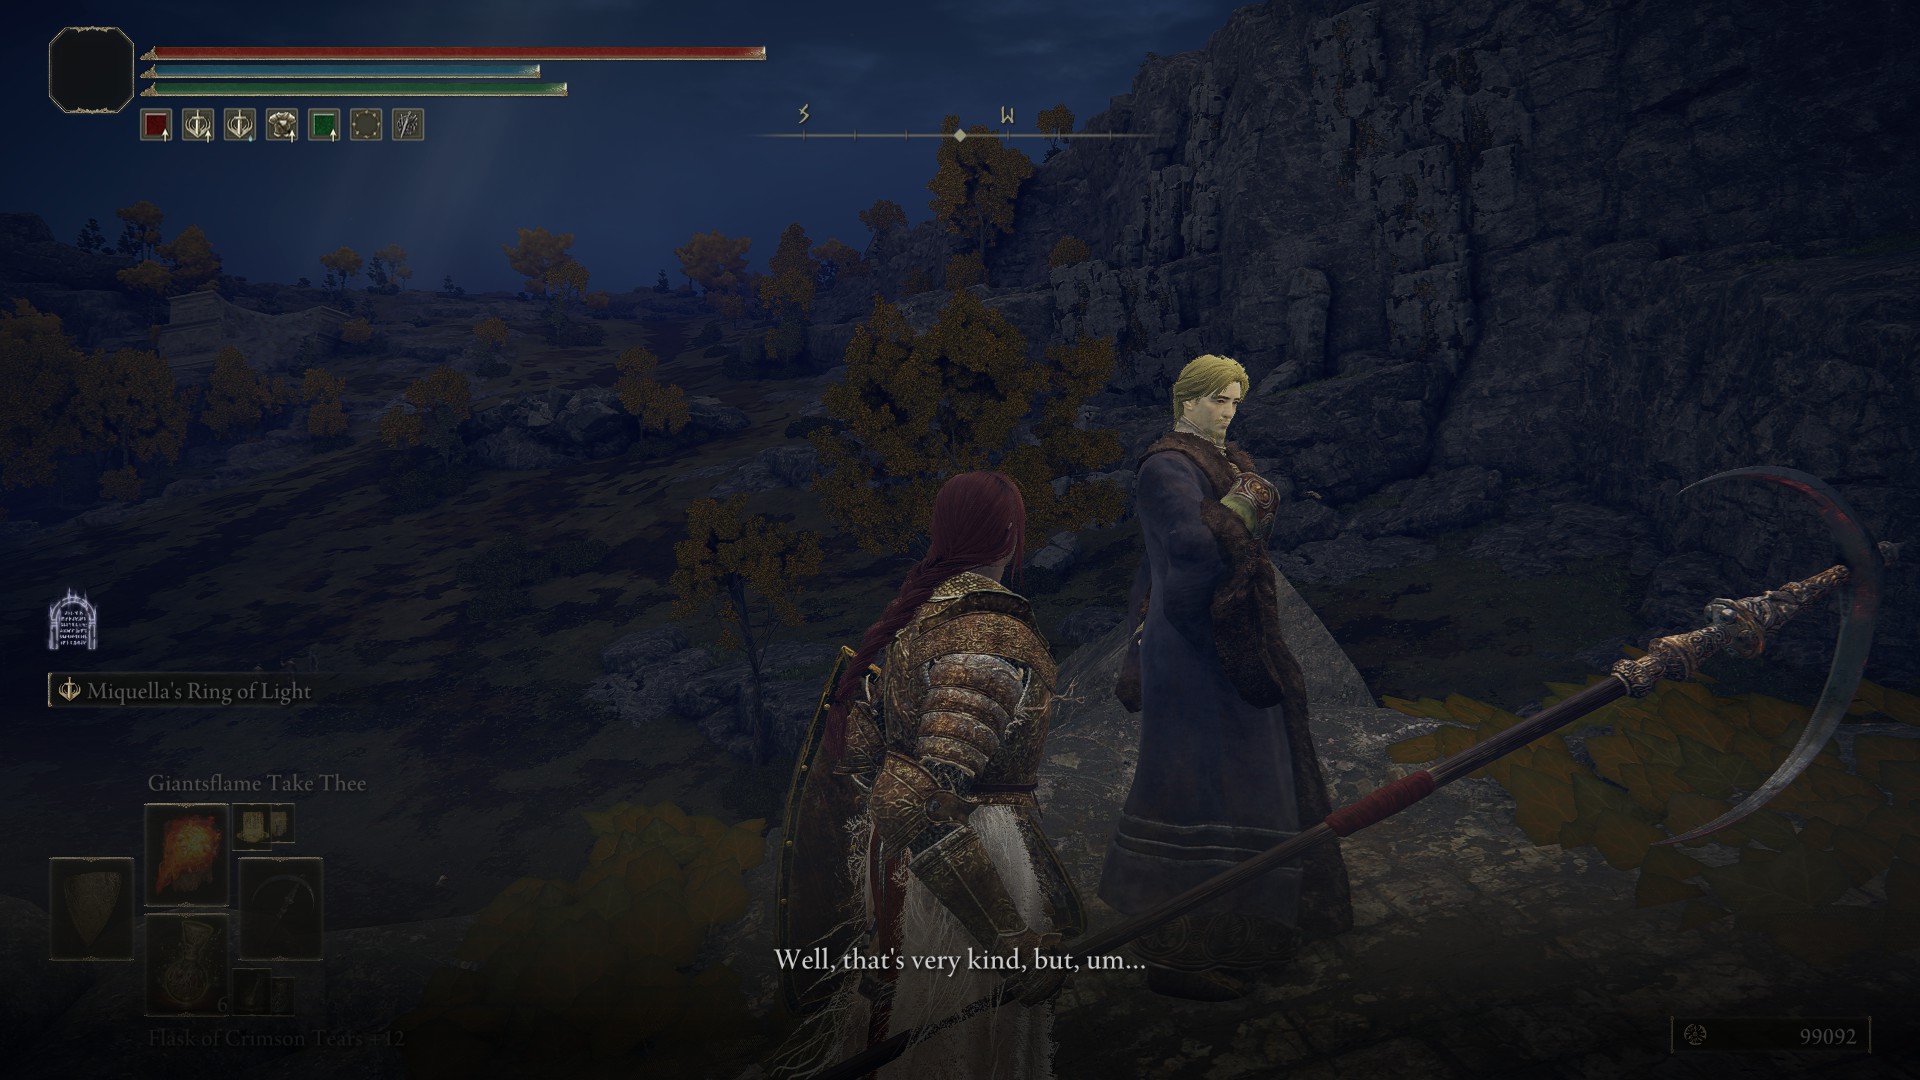 S
W
Miquella's Ring of Light
Giantsflame Take Thee
6
Well, that's very kind, but, um...
Flask of Crimson Tears +12
99092